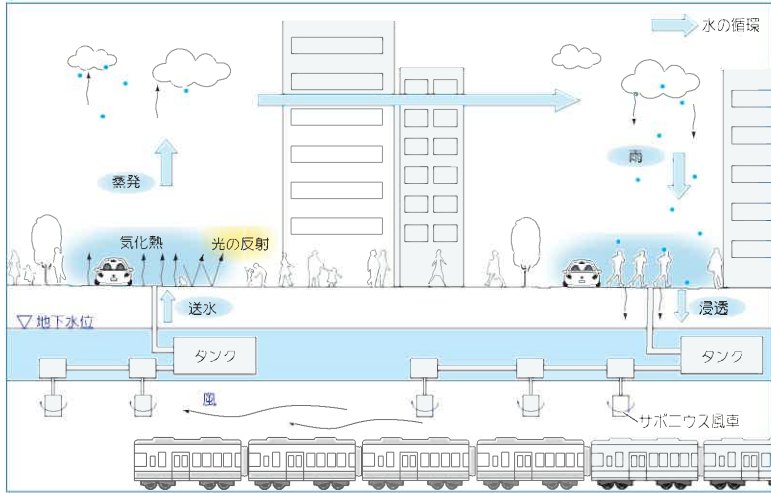 水の循環
蒸発
雨
気化熱
光の反射
送水
浸透
▽地下水位
タンク
タンク
風
サボニウス風車